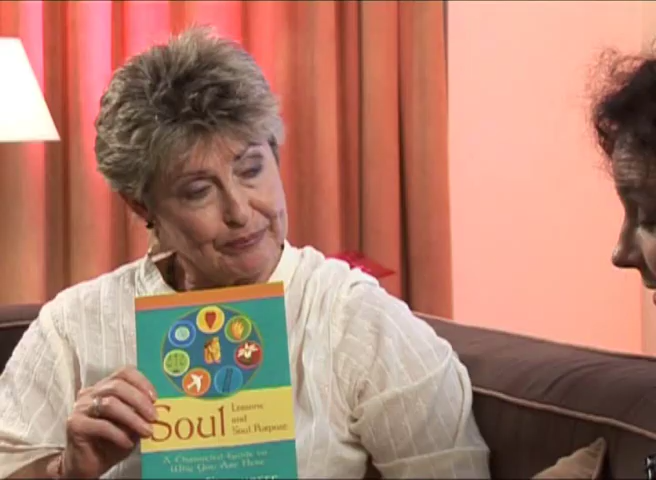 Soul
Lessons
and
Soul Purpose
A Channeled Guide to
Why You Are Here